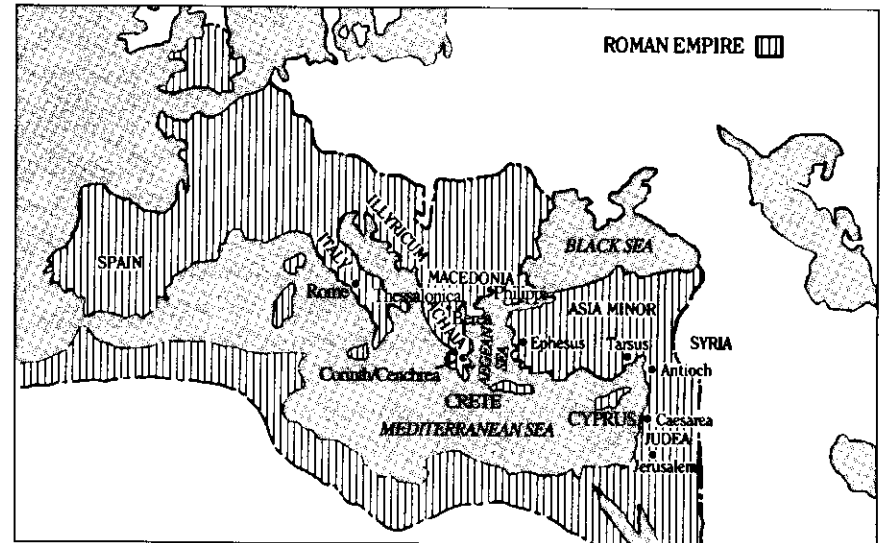 ROMAN EMPIRE
ILLYRICUM
BLACK SEA
SPAIN
ITALY
MACEDONIA
Rome
Thessalonica
Philippi
ASIA MINOR
Berea
ACHAIA
AEGEAN
SEA
Ephesus
Tarsus
SYRIA
Antioch
Corinth/Cenchrea
CRETE
CYPRUS
Caesarea
MEDITERRANEAN SEA
JUDEA
Jerusalem